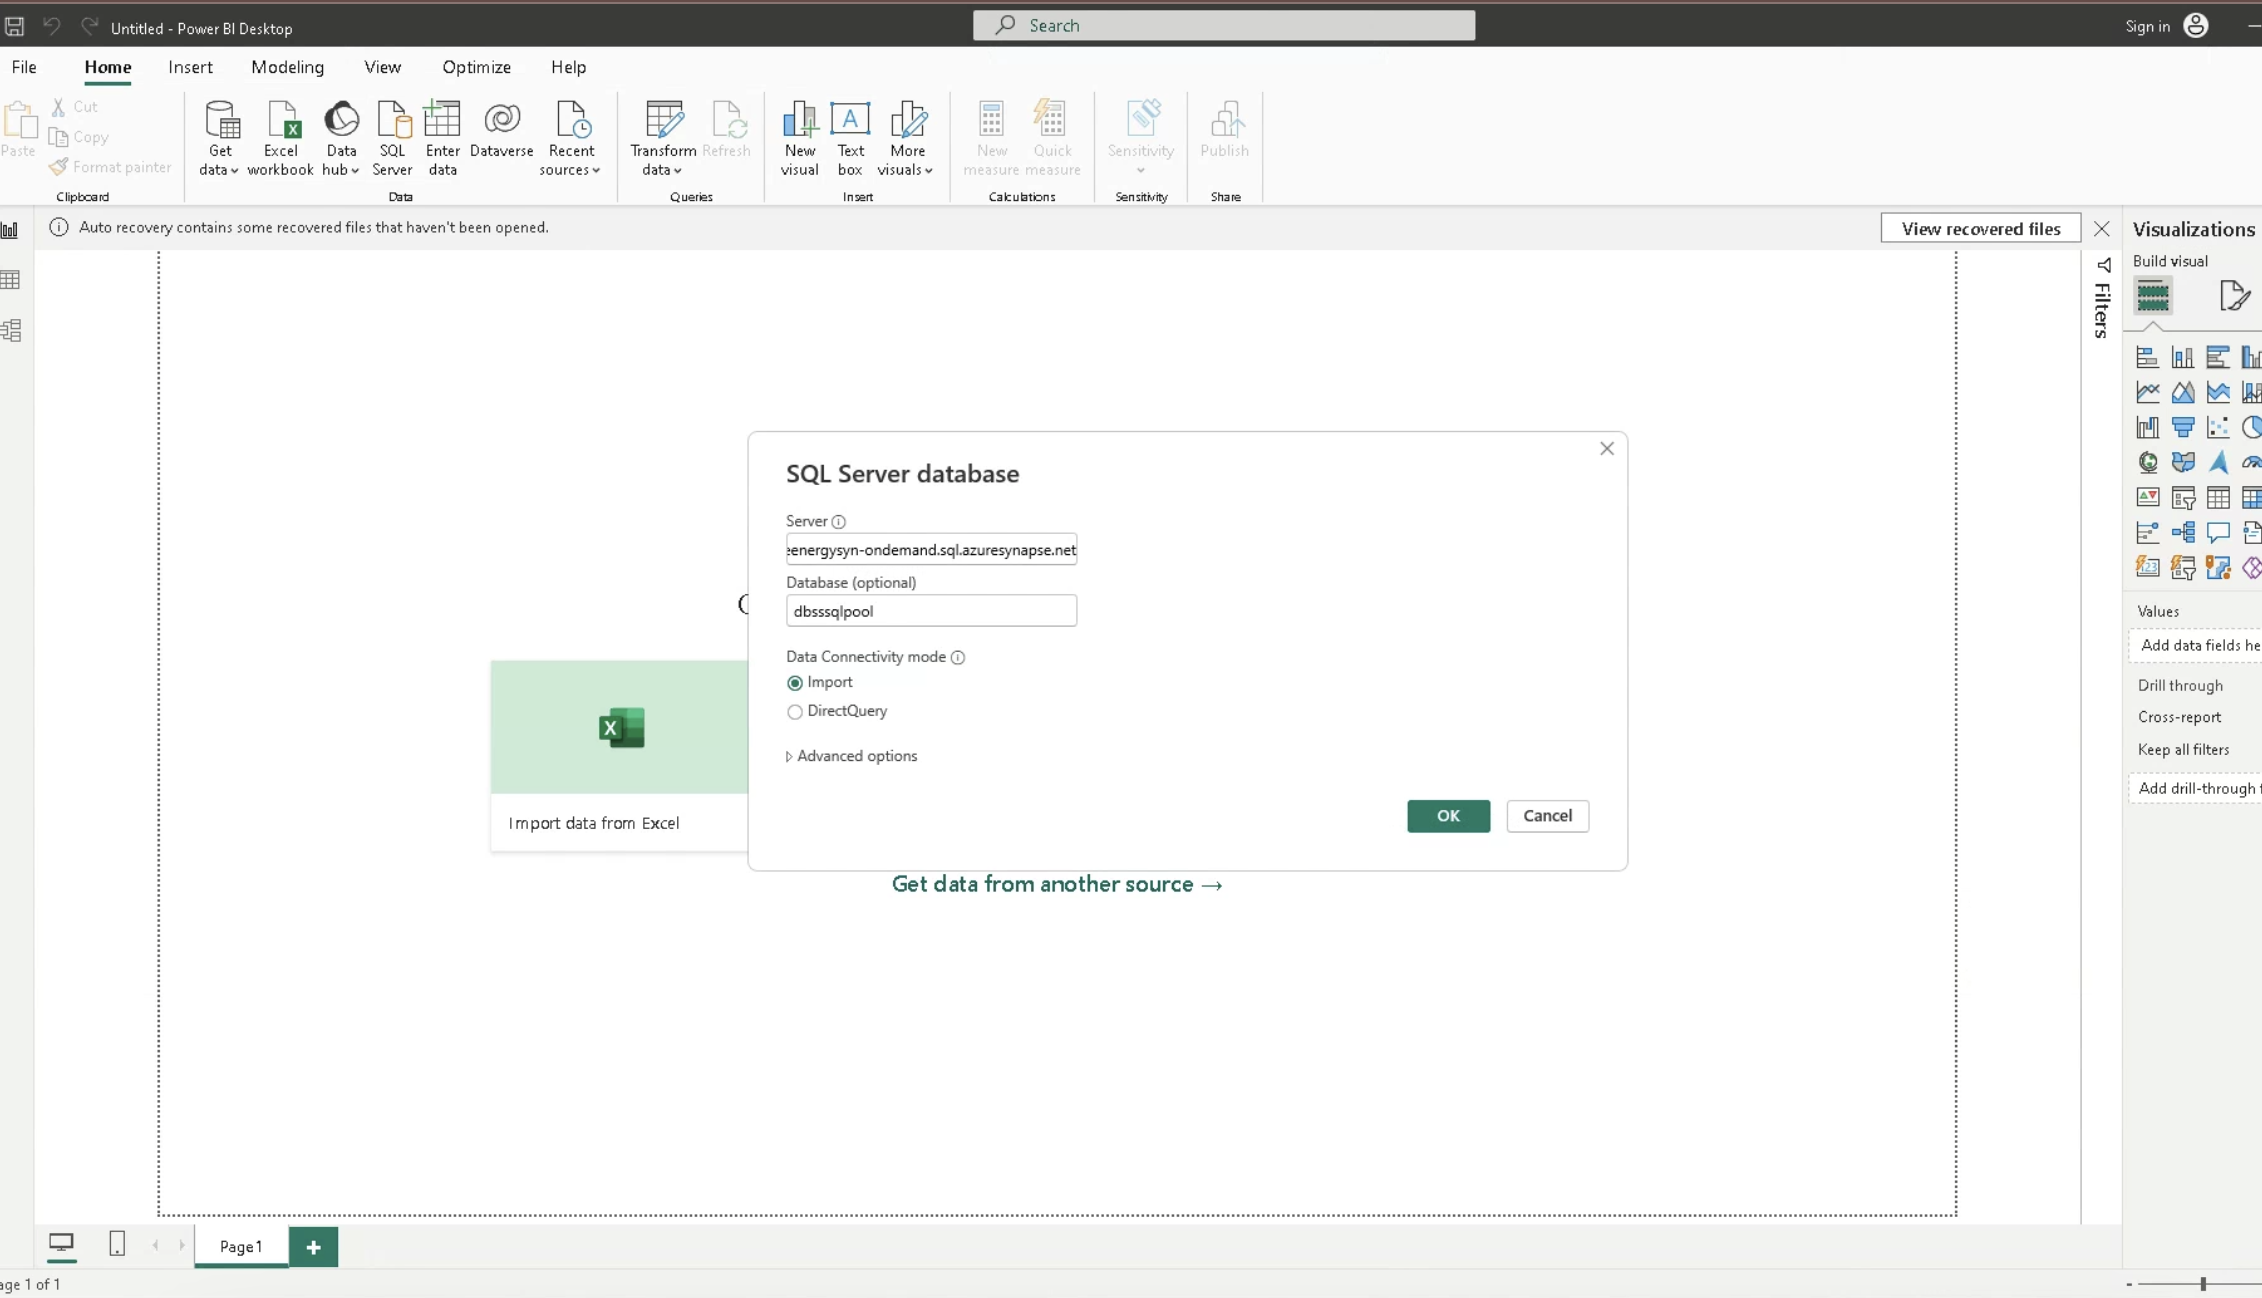 Untitled - Power BI Desktop
Search
Sign in
File Home Insert Modeling View Optimize Help
Paste
Cut
Copy
Format painter
Clipboard
Get data
Excel workbook
Data hub
SQL Server
Enter data
Dataverse
Recent sources
Data
Transform data
Refresh
Queries
New visual
Text box
More visuals
Insert
New measure
Quick measure
Calculations
Sensitivity
Sensitivity
Publish
Share
Auto recovery contains some recovered files that haven't been opened.
View recovered files
Filters
Visualizations
Build visual
SQL Server database
Server
energysyn-ondemand.sql.azuresynapse.net
Database (optional)
dbsssqlpool
Data Connectivity mode
Import
DirectQuery
Advanced options
OK
Cancel
Import data from Excel
Get data from another source →
Values
Add data fields he
Drill through
Cross-report
Keep all filters
Add drill-through f
Page 1
age 1 of 1